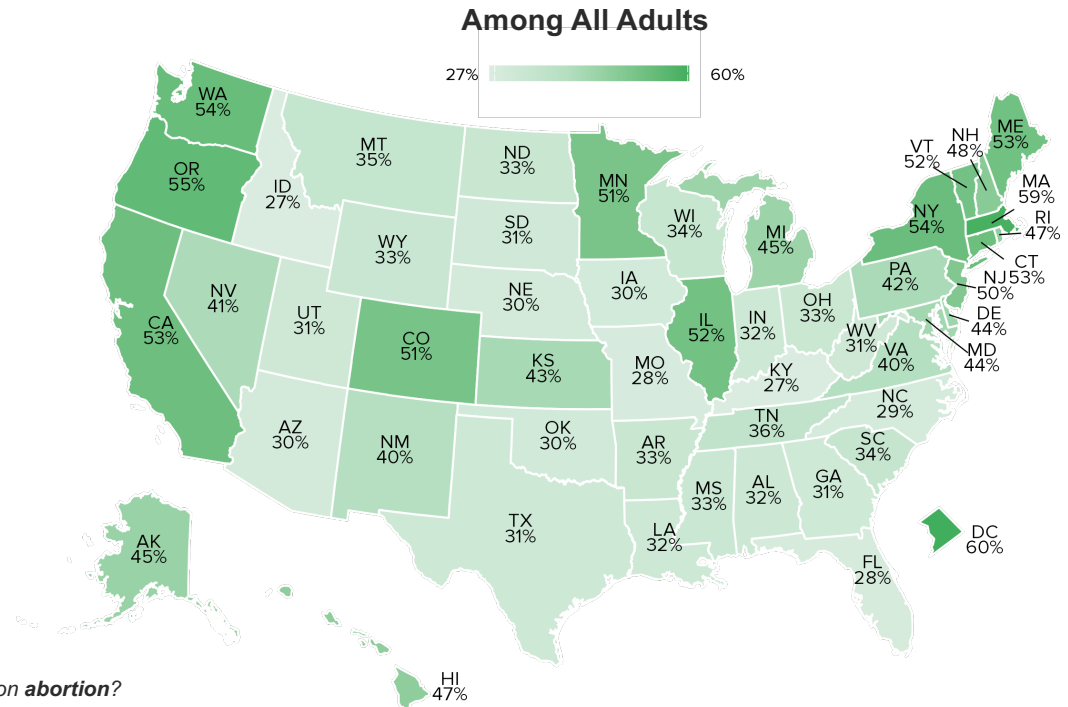 Among All Adults
27%
60%
WA
54%
OR
55%
ID
27%
MT
35%
ND
33%
MN
51%
SD
31%
WY
33%
WI
34%
MI
45%
NY
54%
VT
52%
NH
48%
ME
53%
MA
59%
RI
47%
CT
53%
NJ
50%
PA
42%
DE
44%
MD
44%
NV
41%
UT
31%
CA
53%
CO
51%
NE
30%
IA
30%
IL
52%
IN
32%
OH
33%
WV
31%
VA
40%
KS
43%
MO
28%
KY
27%
NC
29%
TN
36%
SC
34%
AZ
30%
NM
40%
OK
30%
AR
33%
MS
33%
AL
32%
GA
31%
TX
31%
LA
32%
FL
28%
DC
60%
AK
45%
HI
47%
on abortion?